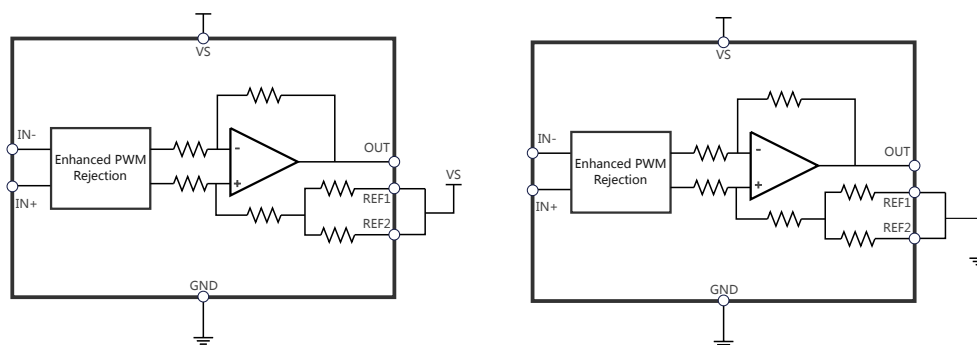 VS
IN-
Enhanced PWM
Rejection
-
+
OUT
VS
REF1
IN+
REF2
GND
VS
IN-
Enhanced PWM
Rejection
-
+
OUT
REF1
IN+
REF2
GND